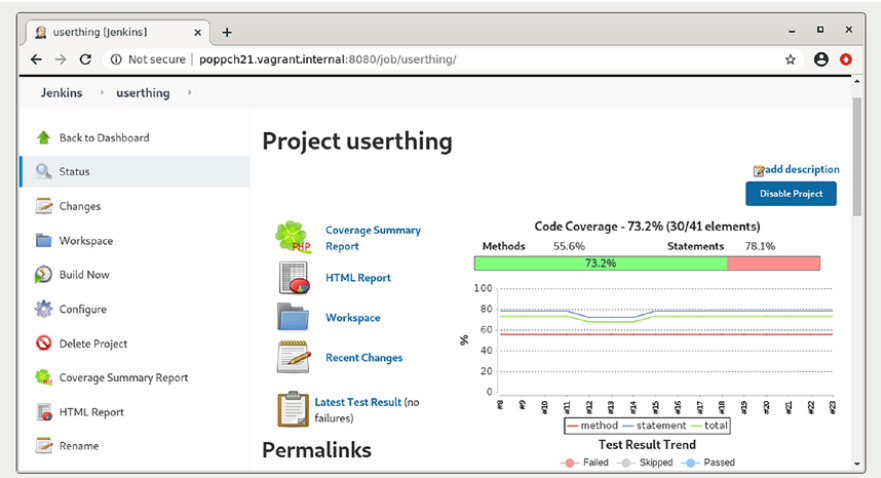 userthing [Jenkins]
Not secure | poppch21.vagrant.internal:8080/job/userthing/
Jenkins
userthing
Back to Dashboard
Status
Changes
Workspace
Build Now
Configure
Delete Project
Coverage Summary Report
HTML Report
Rename
Project userthing
add description
Disable Project
PHP
Coverage Summary
Report
HTML Report
Workspace
Recent Changes
Latest Test Result (no
failures)
Permalinks
Code Coverage - 73.2% (30/41 elements)
Methods 55.6% Statements 78.1%
73.2%
100
80
60
40
20
0
%
#8 #9 #10 #11 #12 #13 #14 #15 #16 #17 #18 #19 #20 #21 #22 #23
method statement total
Test Result Trend
Failed Skipped Passed